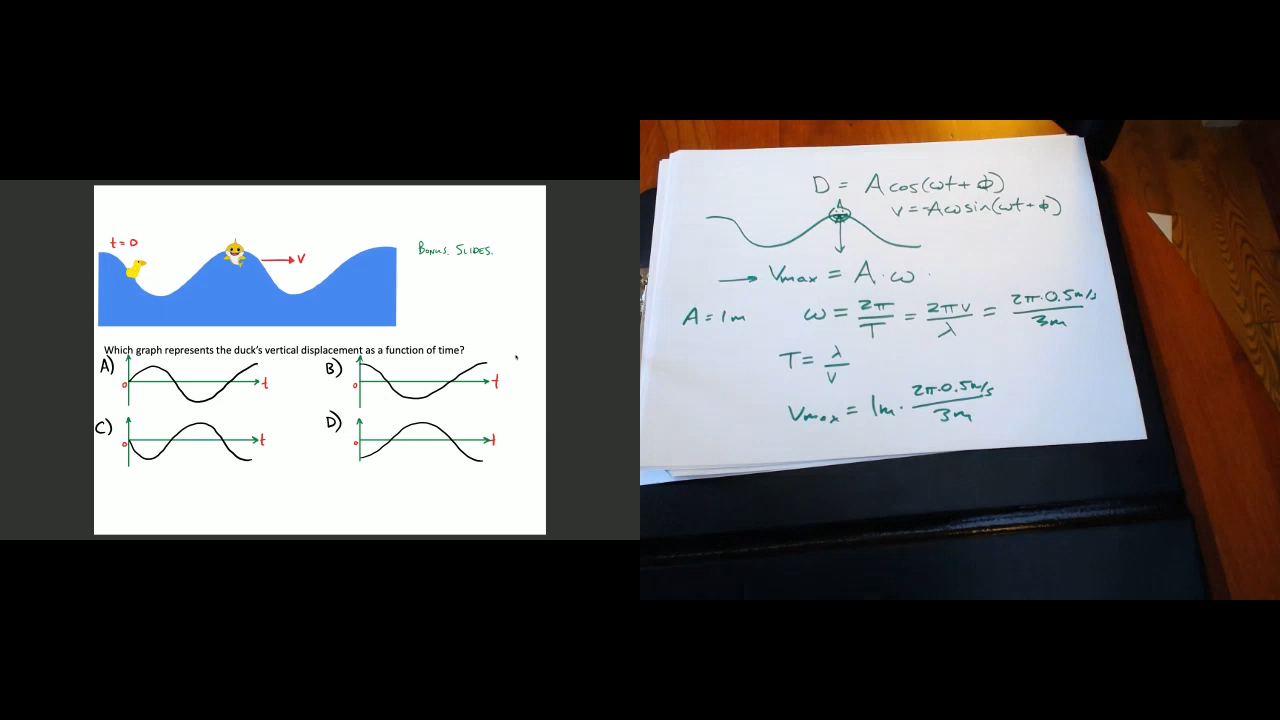 t = 0
V
BONUS SLIDES.
Which graph represents the duck's vertical displacement as a function of time?
A)
0
t
B)
0
t
C)
0
t
D)
0
t
D = A cos(ωt + ϕ)
v = -Aω sin(ωt + ϕ)
→ Vmax = A · ω
A = 1m ω = 2π/T = 2πv/λ = 2π·0.5m/s/3m
T = λ/v
Vmax = 1m · 2π·0.5m/s/3m